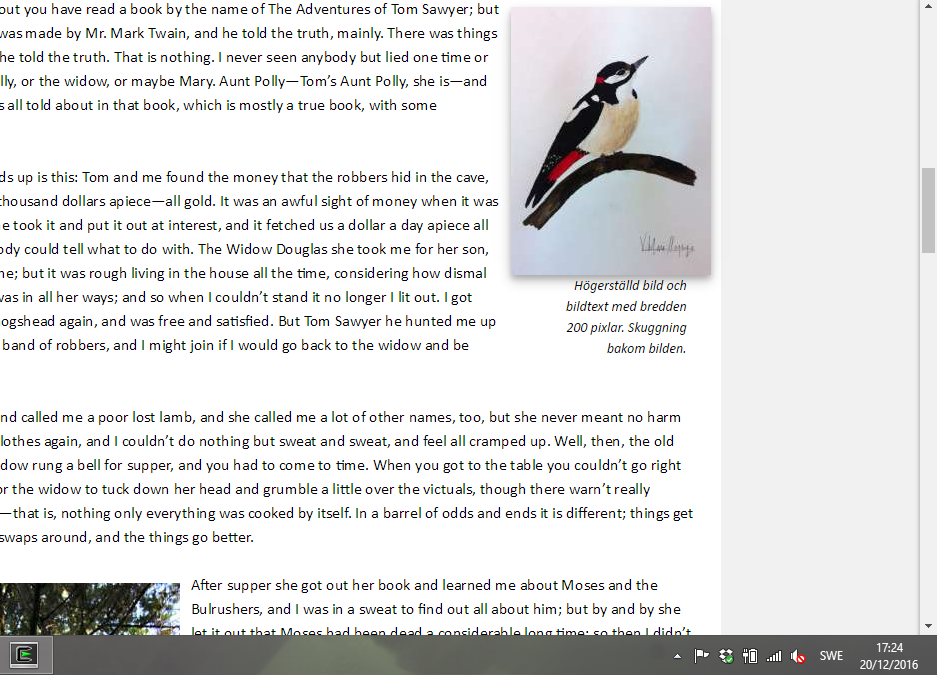 out you have read a book by the name of The Adventures of Tom Sawyer; but
was made by Mr. Mark Twain, and he told the truth, mainly. There was things
he told the truth. That is nothing. I never seen anybody but lied one time or
lly, or the widow, or maybe Mary. Aunt Polly—Tom’s Aunt Polly, she is—and
s all told about in that book, which is mostly a true book, with some
ds up is this: Tom and me found the money that the robbers hid in the cave,
thousand dollars apiece—all gold. It was an awful sight of money when it was
e took it and put it out at interest, and it fetched us a dollar a day apiece all
ody could tell what to do with. The Widow Douglas she took me for her son,
ne; but it was rough living in the house all the time, considering how dismal
was in all her ways; and so when I couldn’t stand it no longer I lit out. I got
ogshead again, and was free and satisfied. But Tom Sawyer he hunted me up
band of robbers, and I might join if I would go back to the widow and be
Högerställd bild och
bildtext med bredden
200 pixlar. Skuggning
bakom bilden.
nd called me a poor lost lamb, and she called me a lot of other names, too, but she never meant no harm
lothes again, and I couldn’t do nothing but sweat and sweat, and feel all cramped up. Well, then, the old
dow rung a bell for supper, and you had to come to time. When you got to the table you couldn’t go right
or the widow to tuck down her head and grumble a little over the victuals, though there warn’t really
—that is, nothing only everything was cooked by itself. In a barrel of odds and ends it is different; things get
swaps around, and the things go better.
After supper she got out her book and learned me about Moses and the
Bulrushers, and I was in a sweat to find out all about him; but by and by she
let it out that Moses had been dead a considerable long time; so then I didn’t
SWE
17:24
20/12/2016